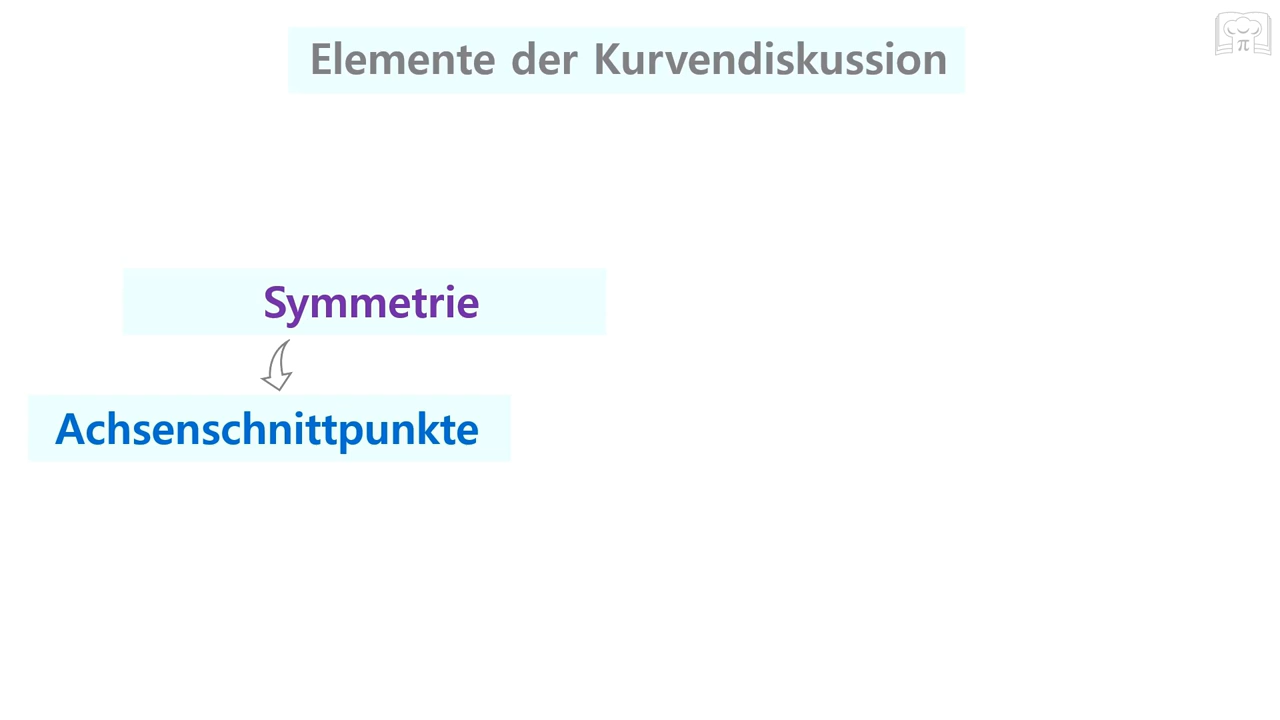 Elemente der Kurvendiskussion
Symmetrie
Achsenschnittpunkte
π